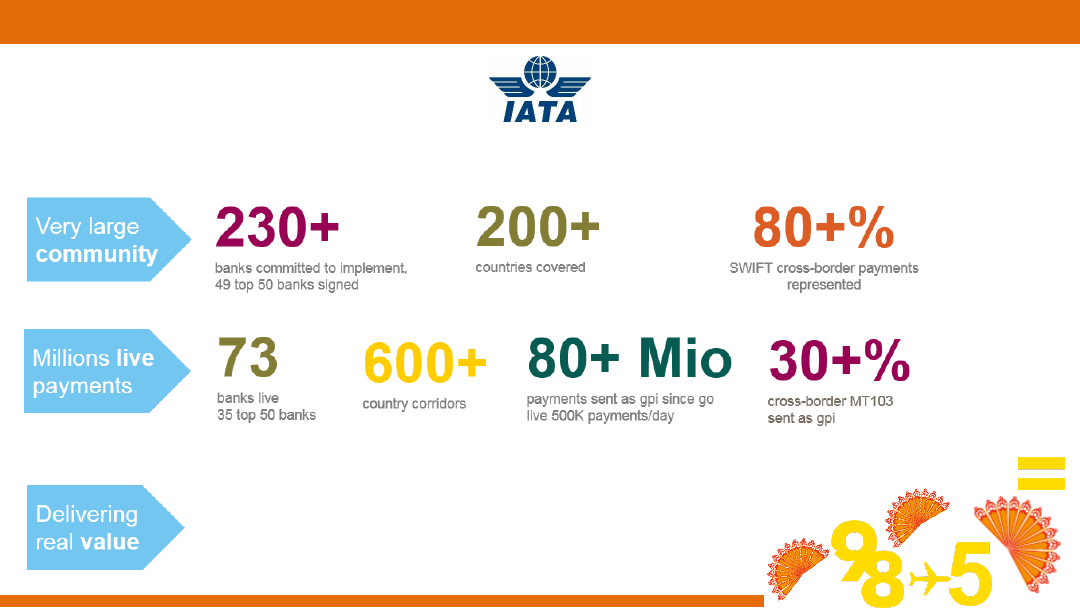 IATA
Very large
community
230+
banks committed to implement,
49 top 50 banks signed
200+
countries covered
80+%
SWIFT cross-border payments
represented
Millions live
payments
73
banks live
35 top 50 banks
600+
country corridors
80+ Mio
payments sent as gpi since go
live 500K payments/day
30+%
cross-border MT103
sent as gpi
Delivering
real value
=
98
5